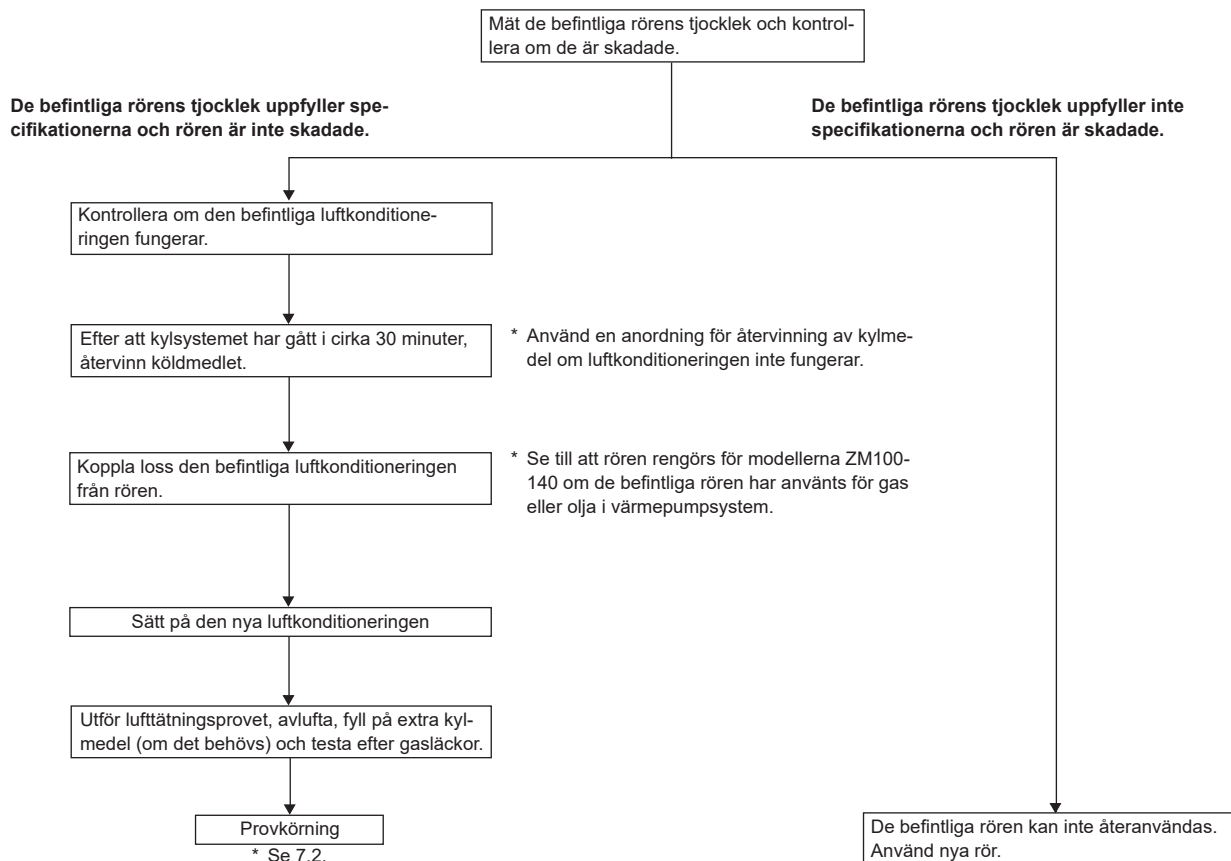 Mät de befintliga rörens tjocklek och kontrol-
lera om de är skadade.
De befintliga rörens tjocklek uppfyller spe-
cifikationerna och rören är inte skadade.
De befintliga rörens tjocklek uppfyller inte
specifikationerna och rören är skadade.
Kontrollera om den befintliga luftkonditione-
ringen fungerar.
Efter att kylsystemet har gått i cirka 30 minuter,
återvinn köldmedlet.
* Använd en anordning för återvinning av kylme-
del om luftkonditioneringen inte fungerar.
Koppla loss den befintliga luftkonditioneringen
från rören.
* Se till att rören rengörs för modellerna ZM100-
140 om de befintliga rören har använts för gas
eller olja i värmepumpsystem.
Sätt på den nya luftkonditioneringen
Utför lufttätningsprovet, avlufta, fyll på extra kyl-
medel (om det behövs) och testa efter gasläckor.
Provkörning
* Se 7.2.
De befintliga rören kan inte återanvändas.
Använd nya rör.